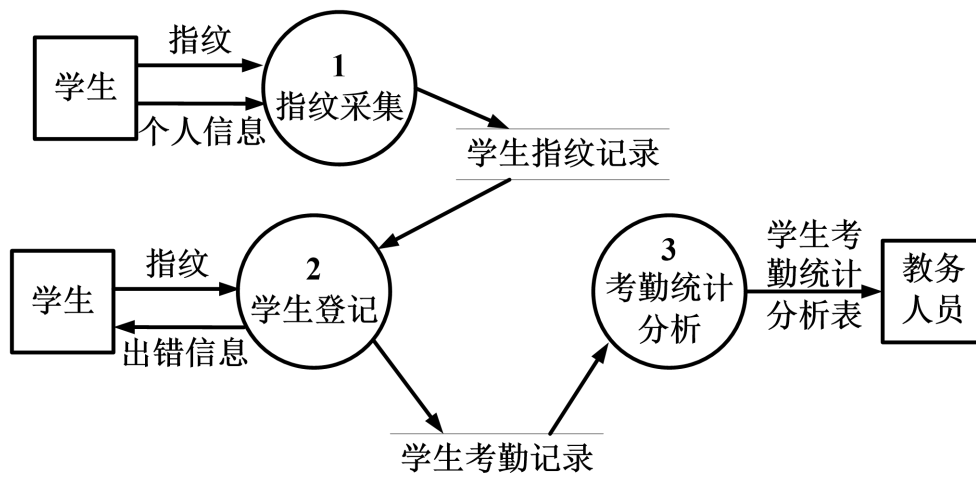 学生
指纹
个人信息
1
指纹采集
学生指纹记录
学生
指纹
出错信息
2
学生登记
学生考勤记录
3
考勤统计
分析
学生考
勤统计
分析表
教务
人员